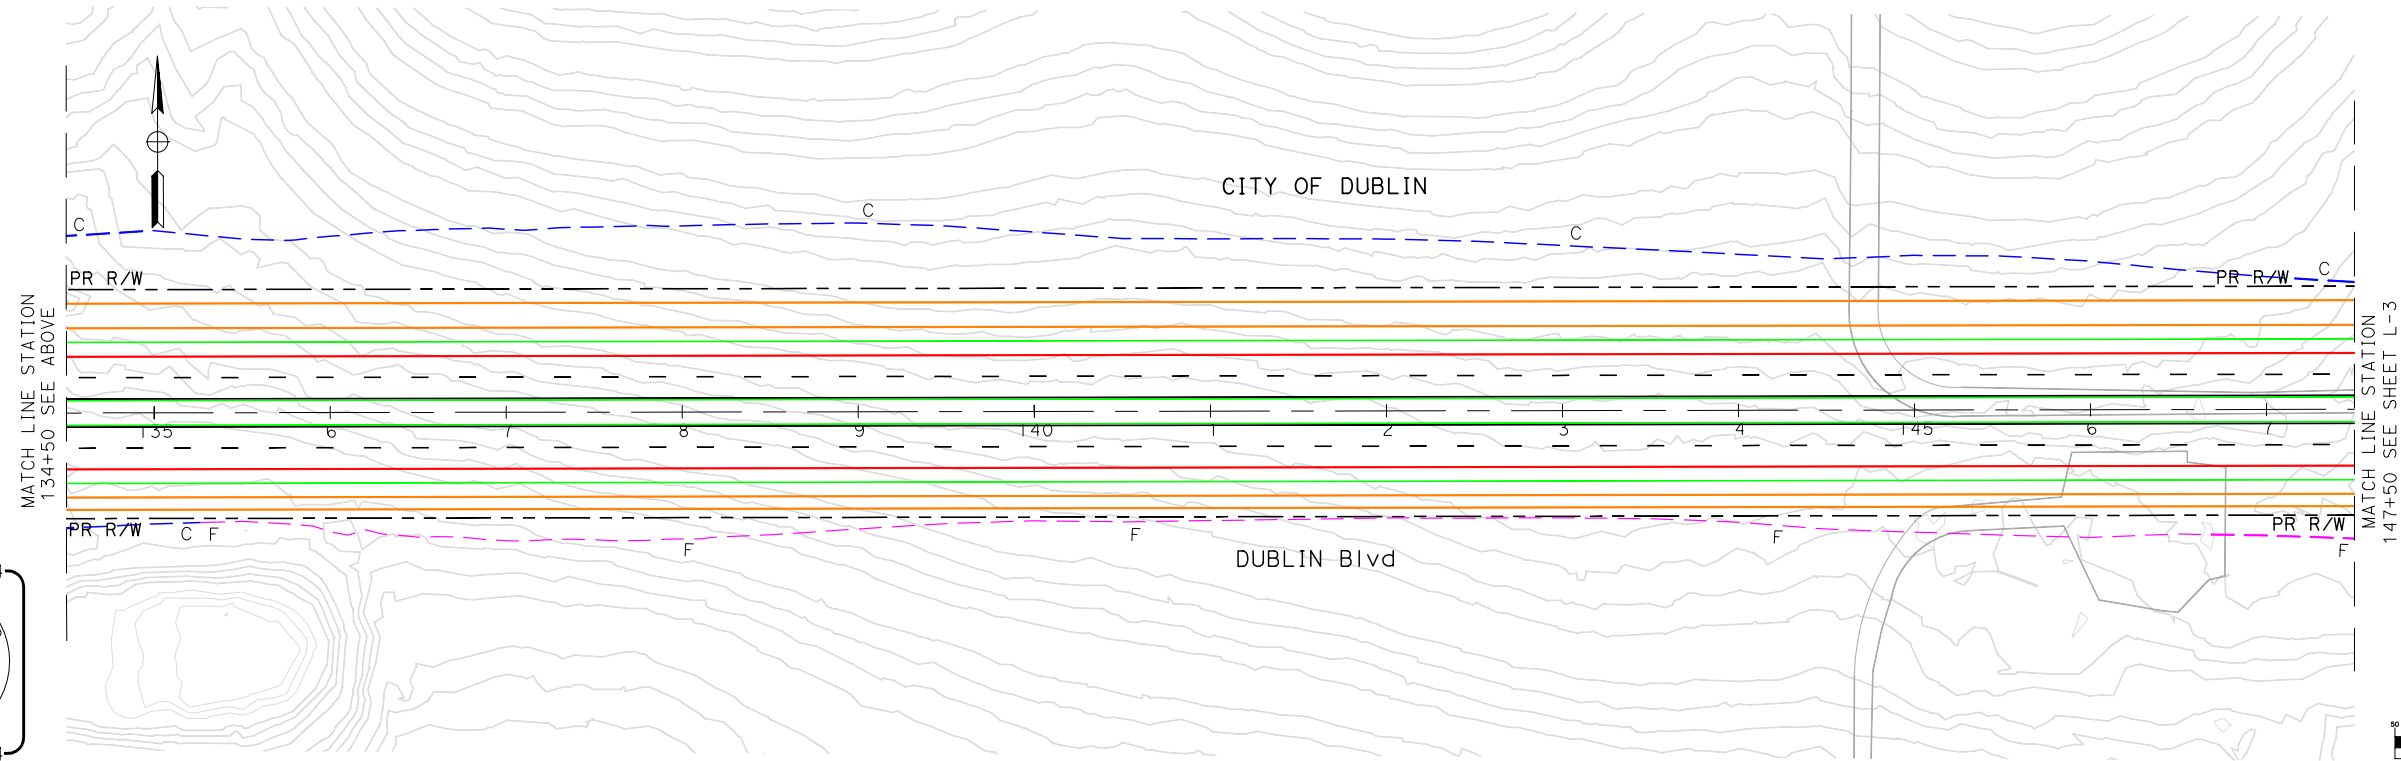 CITY OF DUBLIN
C
C
C
C
PR R/W
PR R/W
MATCH LINE STATION
134+50 SEE ABOVE
MATCH LINE STATION
147+50 SEE SHEET L-3
135 6 7 8 9 140 1 2 3 4 145 6 7
PR R/W
C F
F
F
F
PR R/W
F
DUBLIN Blvd
50